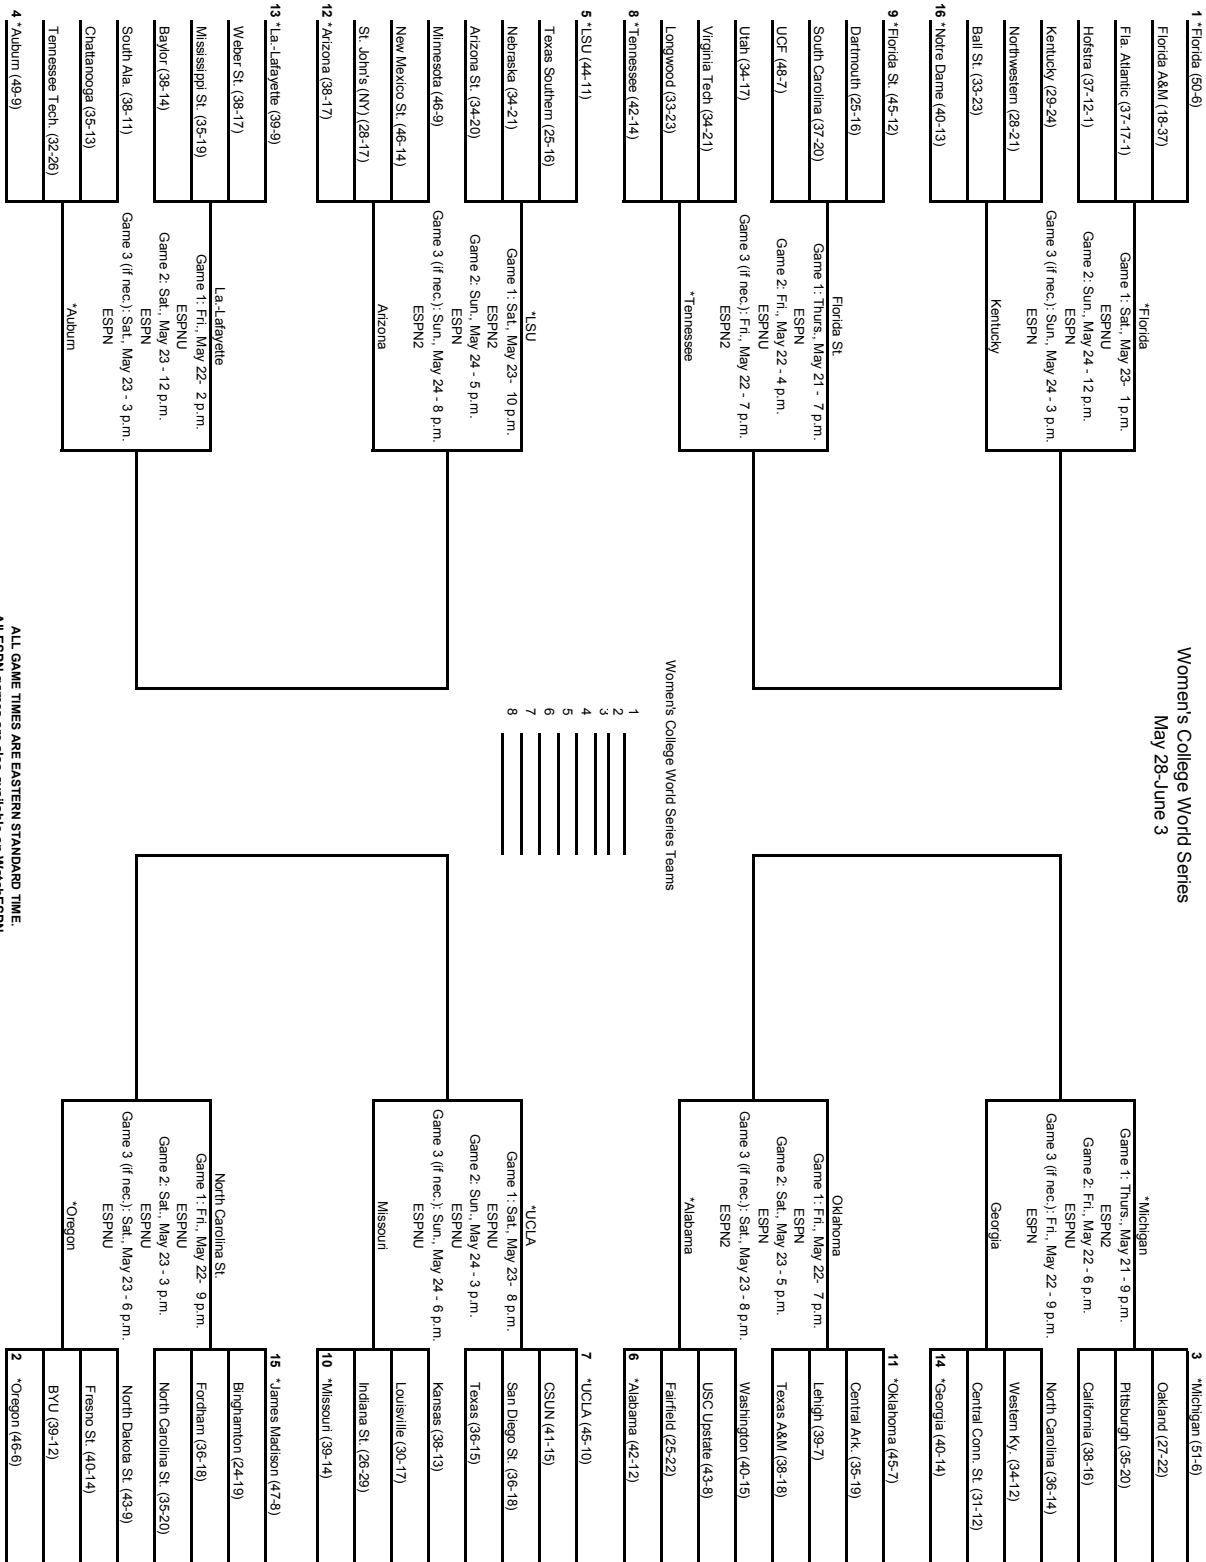 Women's College World Series
May 28-June 3
1 *Florida (50-6)
Florida A&M (18-37)
Fla. Atlantic (37-17-1)
Hofstra (37-12-1)
Kentucky (29-24)
Northwestern (28-21)
Ball St. (33-23)
16 *Notre Dame (40-13)
*Florida
Game 1: Sat., May 23- 1 p.m.
ESPNU
Game 2: Sun., May 24 - 12 p.m.
ESPN
Game 3 (if nec.): Sun., May 24 - 3 p.m.
ESPN
Kentucky
9 *Florida St. (45-12)
Dartmouth (25-16)
South Carolina (37-20)
UCF (48-7)
Utah (34-17)
Virginia Tech (34-21)
Longwood (33-23)
8 *Tennessee (42-14)
Florida St.
Game 1: Thurs., May 21 - 7 p.m.
ESPN
Game 2: Fri., May 22 - 4 p.m.
ESPNU
Game 3 (if nec.): Fri., May 22 - 7 p.m.
ESPN2
*Tennessee
5 *LSU (44-11)
Texas Southern (25-16)
Nebraska (34-21)
Arizona St. (34-20)
Minnesota (46-9)
New Mexico St. (46-14)
St. John's (NY) (28-17)
12 *Arizona (38-17)
*LSU
Game 1: Sat., May 23- 10 p.m.
ESPN2
Game 2: Sun., May 24 - 5 p.m.
ESPN
Game 3 (if nec.): Sun., May 24 - 8 p.m.
ESPN2
Arizona
13 *La.-Lafayette (39-9)
Weber St. (38-17)
Mississippi St. (35-19)
Baylor (38-14)
South Ala. (38-11)
Chattanooga (35-13)
Tennessee Tech. (32-26)
4 *Auburn (49-9)
La.-Lafayette
Game 1: Fri., May 22- 2 p.m.
ESPNU
Game 2: Sat., May 23 - 12 p.m.
ESPN
Game 3 (if nec.): Sat., May 23 - 3 p.m.
ESPN
*Auburn
Women's College World Series Teams
1
2
3
4
5
6
7
8
*Michigan
Game 1: Thurs., May 21 - 9 p.m.
ESPN2
Game 2: Fri., May 22 - 6 p.m.
ESPNU
Game 3 (if nec.): Fri., May 22 - 9 p.m.
ESPN
Georgia
3 *Michigan (51-6)
Oakland (27-22)
Pittsburgh (35-20)
California (38-16)
North Carolina (36-14)
Western Ky. (34-12)
Central Conn. St. (31-12)
14 *Georgia (40-14)
Oklahoma
Game 1: Fri., May 22- 7 p.m.
ESPN
Game 2: Sat., May 23 - 5 p.m.
ESPN
Game 3 (if nec.): Sat., May 23 - 8 p.m.
ESPN2
*Alabama
11 *Oklahoma (45-7)
Central Ark. (35-19)
Lehigh (39-7)
Texas A&M (38-18)
Washington (40-15)
USC Upstate (43-8)
Fairfield (25-22)
6 *Alabama (42-12)
*UCLA
Game 1: Sat., May 23- 8 p.m.
ESPNU
Game 2: Sun., May 24 - 3 p.m.
ESPNU
Game 3 (if nec.): Sun., May 24 - 6 p.m.
ESPNU
Missouri
7 *UCLA (45-10)
CSUN (41-15)
San Diego St. (36-18)
Texas (36-15)
Kansas (38-13)
Louisville (30-17)
Indiana St. (26-29)
10 *Missouri (39-14)
North Carolina St.
Game 1: Fri., May 22- 9 p.m.
ESPNU
Game 2: Sat., May 23 - 3 p.m.
ESPNU
Game 3 (if nec.): Sat., May 23 - 6 p.m.
ESPNU
*Oregon
15 *James Madison (47-8)
Binghamton (24-19)
Fordham (36-18)
North Carolina St. (35-20)
North Dakota St. (43-9)
Fresno St. (40-14)
BYU (39-12)
2 *Oregon (46-6)
ALL GAME TIMES ARE EASTERN STANDARD TIME.